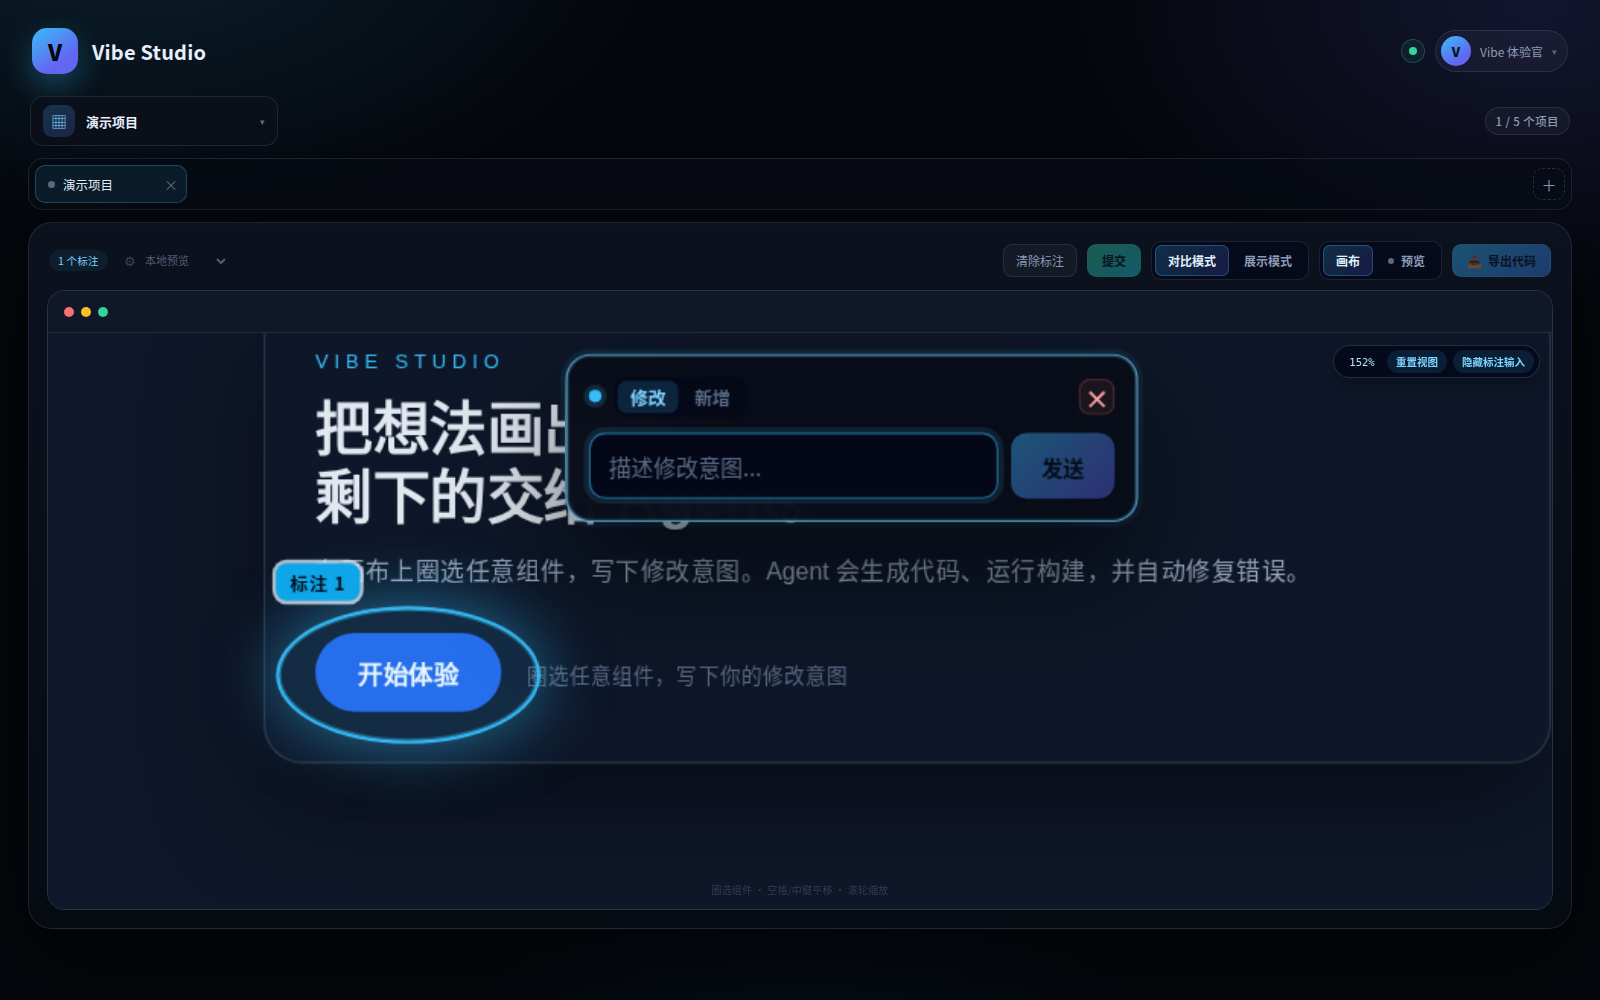 V
Vibe Studio
V
Vibe 体验官
演示项目
1 / 5 个项目
演示项目
1 个标注
本地预览
清除标注
提交
对比模式
展示模式
画布
预览
导出代码
152%
重置视图
隐藏标注输入
VIBE STUDIO
修改
新增
描述修改意图...
发送
把想法画
剩下的交给
标注 1
布上圈选任意组件，写下修改意图。Agent 会生成代码、运行构建，并自动修复错误。
开始体验
圈选任意组件，写下你的修改意图
圈选组件 · 空格/中键平移 · 滚轮缩放